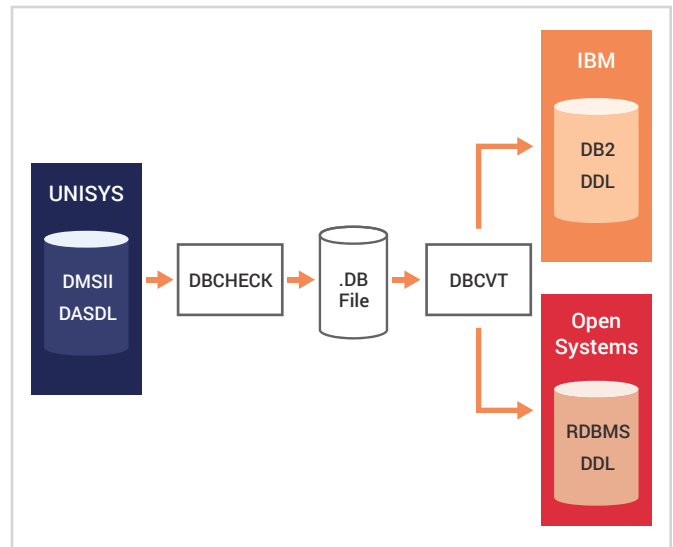 UNISYS
DMSII
DASDL
DBCHECK
.DB
File
DBCVT
IBM
DB2
DDL
Open
Systems
RDBMS
DDL